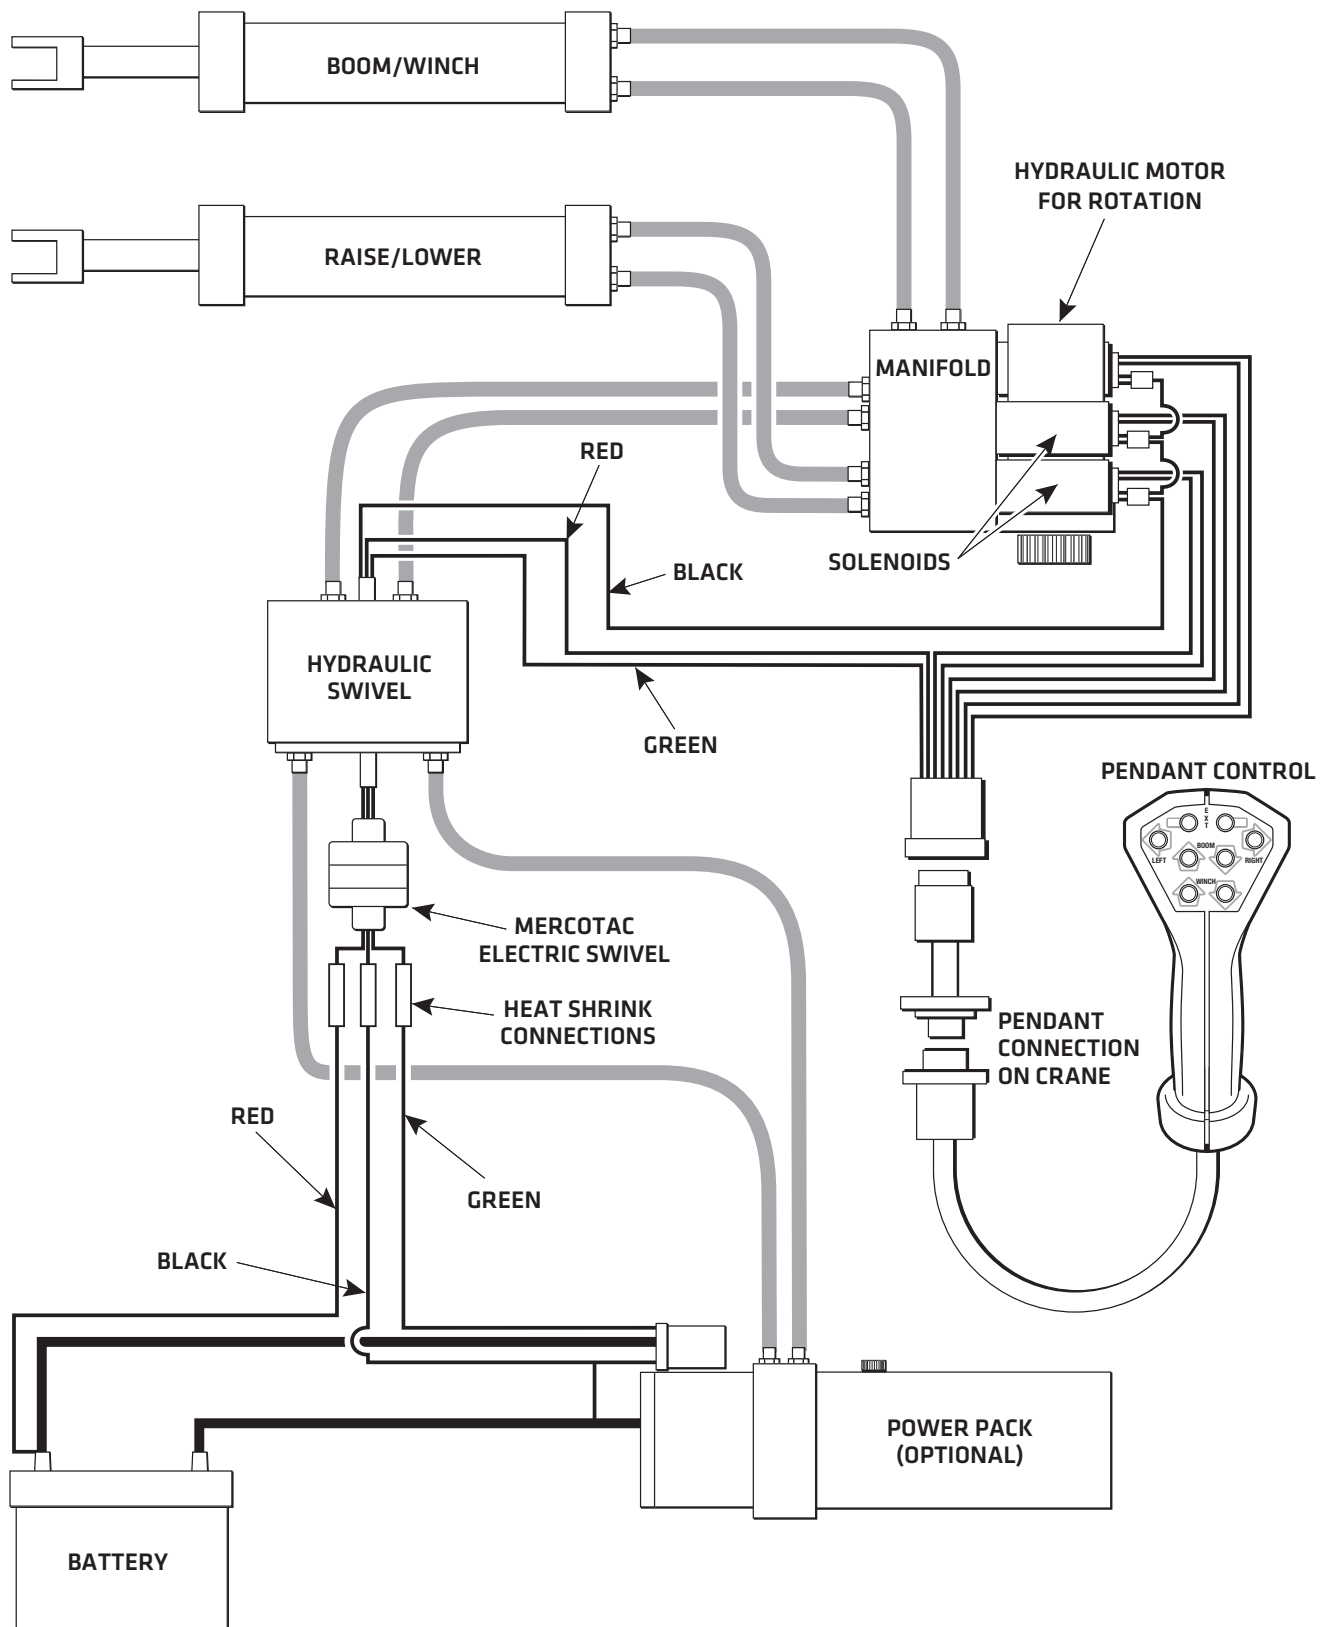 BOOM/WINCH
HYDRAULIC MOTOR
FOR ROTATION
RAISE/LOWER
MANIFOLD
RED
SOLENOIDS
BLACK
HYDRAULIC
SWIVEL
GREEN
PENDANT CONTROL
E
X
T
BOOM
LEFT
RIGHT
WINCH
MERCOTAC
ELECTRIC SWIVEL
HEAT SHRINK
CONNECTIONS
PENDANT
CONNECTION
ON CRANE
RED
GREEN
BLACK
POWER PACK
(OPTIONAL)
BATTERY